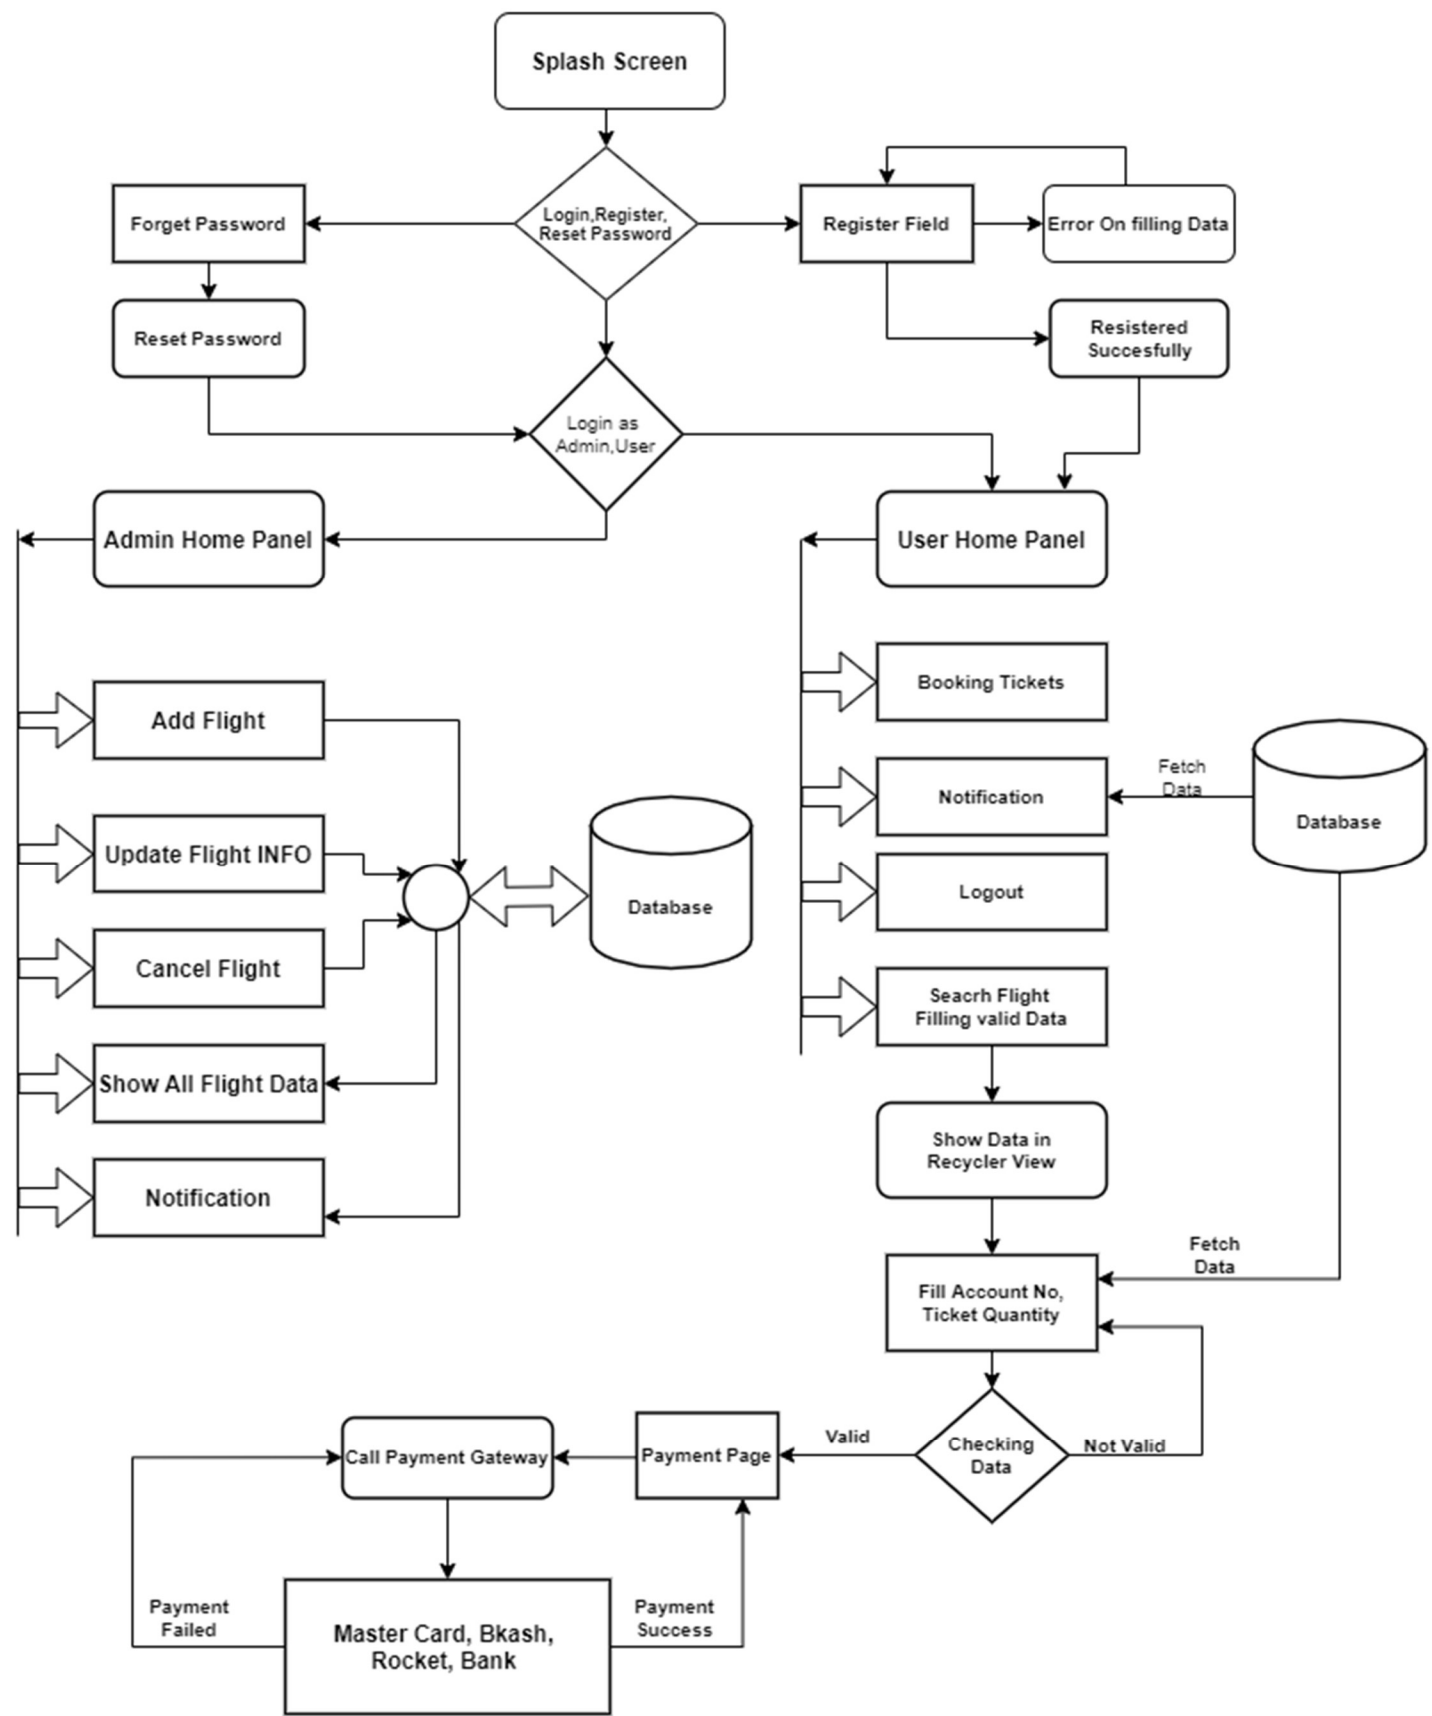 Splash Screen
Login,Register,
Reset Password
Forget Password
Register Field
Error On filling Data
Reset Password
Resistered
Succesfully
Login as
Admin,User
Admin Home Panel
User Home Panel
Add Flight
Update Flight INFO
Cancel Flight
Show All Flight Data
Notification
Database
Booking Tickets
Notification
Fetch
Data
Database
Logout
Seacrh Flight
Filling valid Data
Show Data in
Recycler View
Fetch
Data
Fill Account No,
Ticket Quantity
Checking
Data
Not Valid
Valid
Payment Page
Call Payment Gateway
Payment
Failed
Master Card, Bkash,
Rocket, Bank
Payment
Success